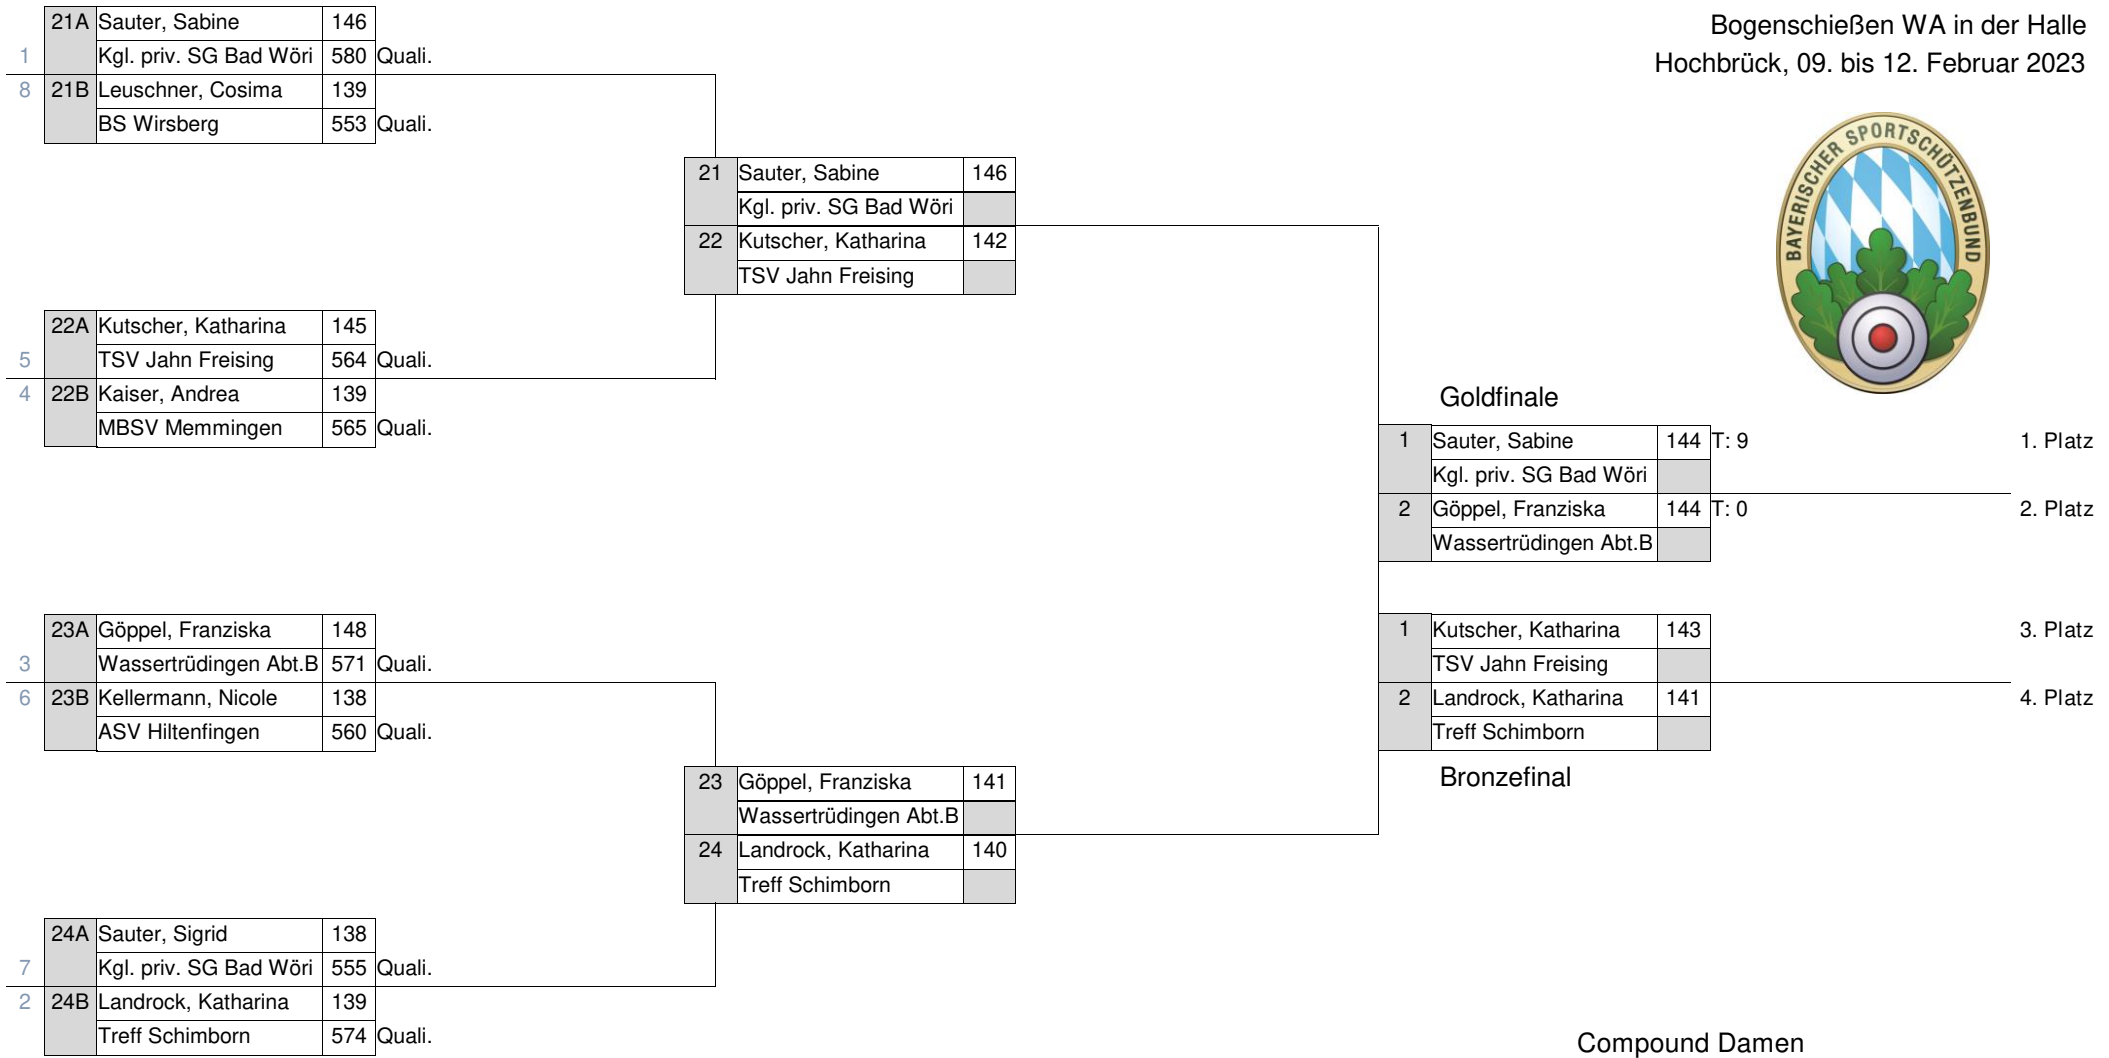 Bogenschießen WA in der Halle
Hochbrück, 09. bis 12. Februar 2023
BAYERISCHER SPORTSCHÜTZENBUND
21A Sauter, Sabine 146
1 Kgl. priv. SG Bad Wöri 580 Quali.
8 21B Leuschner, Cosima 139
BS Wirsberg 553 Quali.
21 Sauter, Sabine 146
Kgl. priv. SG Bad Wöri
22 Kutscher, Katharina 142
TSV Jahn Freising
22A Kutscher, Katharina 145
5 TSV Jahn Freising 564 Quali.
4 22B Kaiser, Andrea 139
MBSV Memmingen 565 Quali.
Goldfinale
1 Sauter, Sabine 144 T: 9 1. Platz
Kgl. priv. SG Bad Wöri
2 Göppel, Franziska 144 T: 0 2. Platz
Wassertrüdingen Abt.B
23A Göppel, Franziska 148
3 Wassertrüdingen Abt.B 571 Quali.
6 23B Kellermann, Nicole 138
ASV Hiltenfingen 560 Quali.
1 Kutscher, Katharina 143 3. Platz
TSV Jahn Freising
2 Landrock, Katharina 141 4. Platz
Treff Schimborn
Bronzefinal
23 Göppel, Franziska 141
Wassertrüdingen Abt.B
24 Landrock, Katharina 140
Treff Schimborn
24A Sauter, Sigrid 138
7 Kgl. priv. SG Bad Wöri 555 Quali.
2 24B Landrock, Katharina 139
Treff Schimborn 574 Quali.
Compound Damen